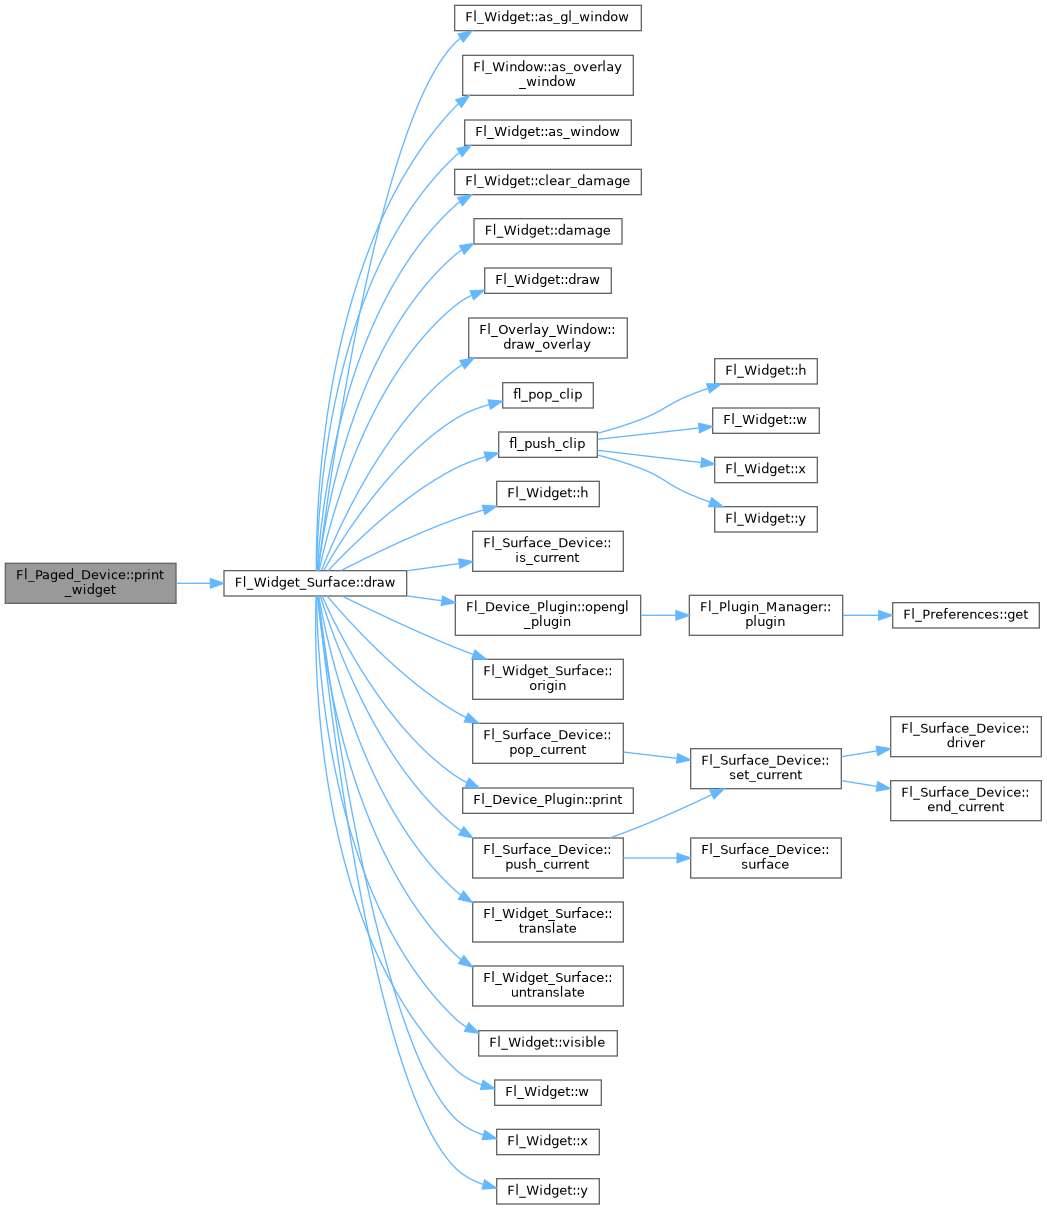 Fl_Paged_Device::print
_widget
Fl_Widget_Surface::draw
Fl_Widget::as_gl_window
Fl_Window::as_overlay
_window
Fl_Widget::as_window
Fl_Widget::clear_damage
Fl_Widget::damage
Fl_Widget::draw
Fl_Overlay_Window::
draw_overlay
fl_pop_clip
fl_push_clip
Fl_Widget::h
Fl_Widget::w
Fl_Widget::x
Fl_Widget::y
Fl_Widget::h
Fl_Surface_Device::
is_current
Fl_Device_Plugin::opengl
_plugin
Fl_Plugin_Manager::
plugin
Fl_Preferences::get
Fl_Widget_Surface::
origin
Fl_Surface_Device::
pop_current
Fl_Surface_Device::
set_current
Fl_Surface_Device::
driver
Fl_Surface_Device::
end_current
Fl_Device_Plugin::print
Fl_Surface_Device::
push_current
Fl_Surface_Device::
surface
Fl_Widget_Surface::
translate
Fl_Widget_Surface::
untranslate
Fl_Widget::visible
Fl_Widget::w
Fl_Widget::x
Fl_Widget::y